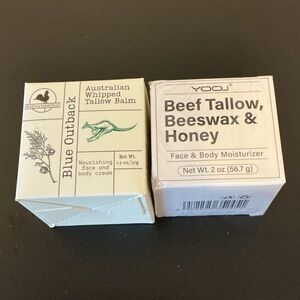 Blue Outback
Australian
Whipped
Tallow Balm
Nourishing
face and
body cream
Net Wt.
YOOJ
Beef Tallow,
Beeswax &
Honey
Face & Body Moisturizer
Net Wt. 2 oz (56.7 g)